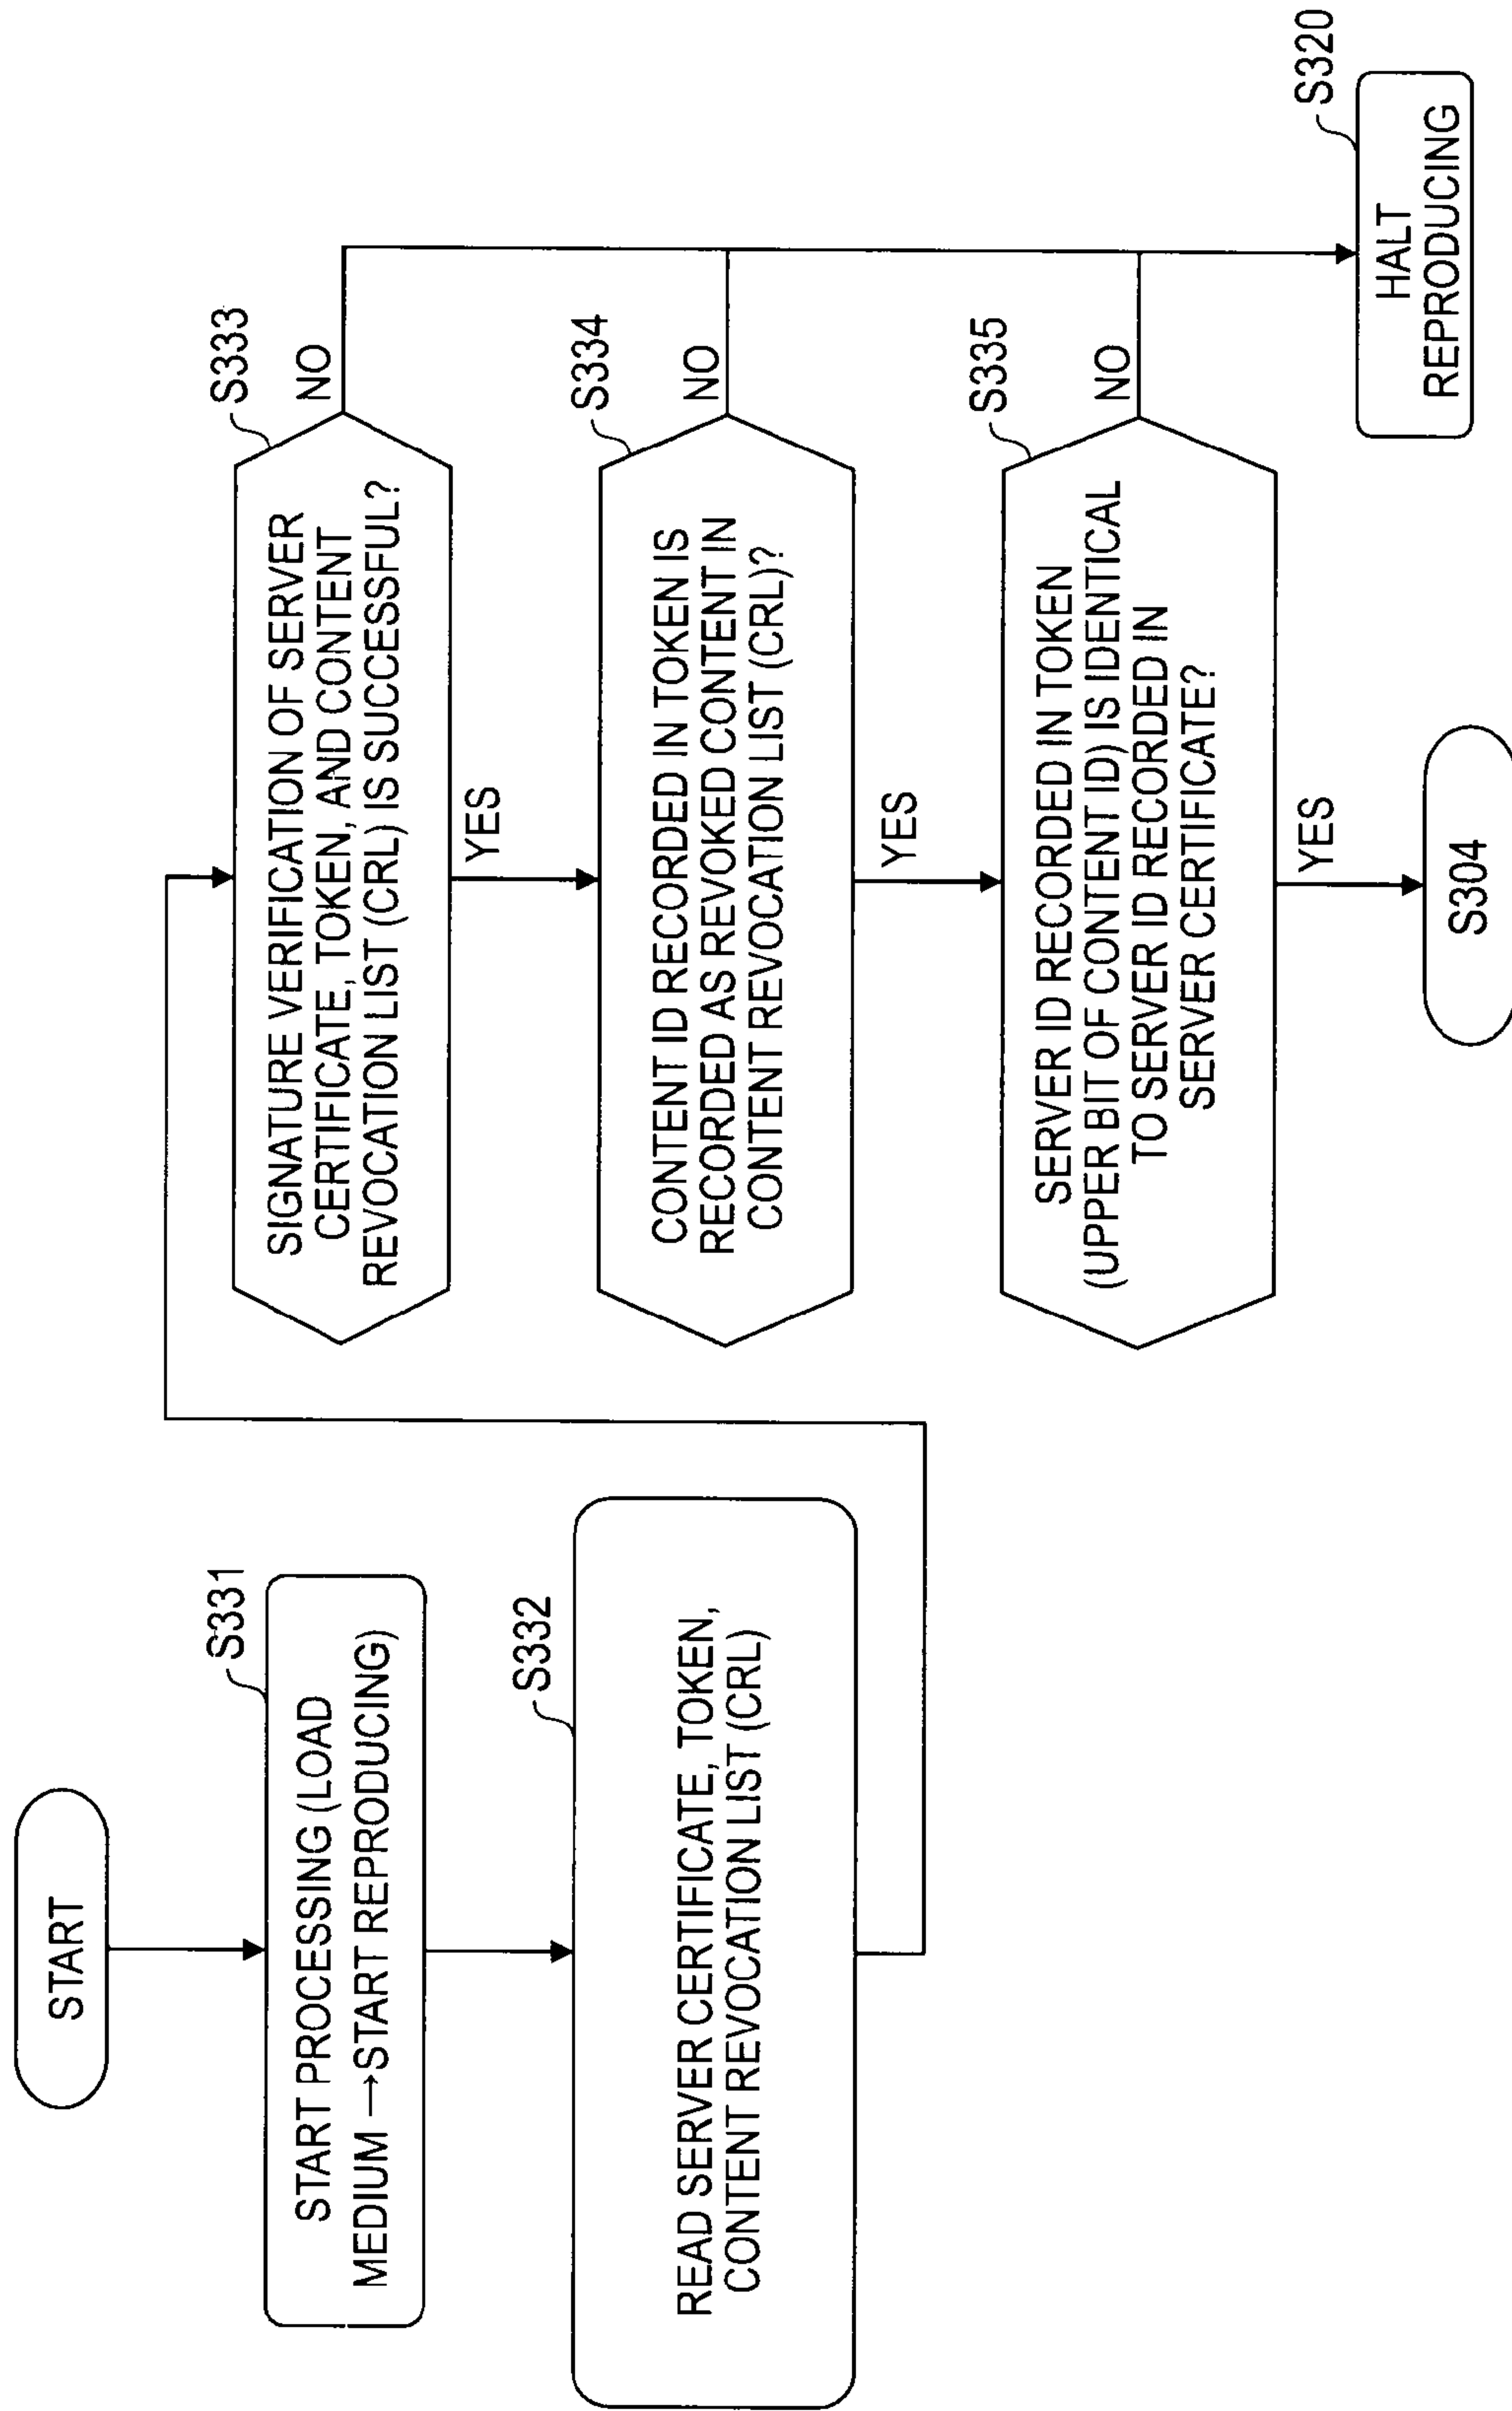 START
S331
START PROCESSING (LOAD
MEDIUM →START REPRODUCING)
S332
READ SERVER CERTIFICATE, TOKEN,
CONTENT REVOCATION LIST (CRL)
S333
SIGNATURE VERIFICATION OF SERVER
CERTIFICATE, TOKEN, AND CONTENT
REVOCATION LIST (CRL) IS SUCCESSFUL?
NO
YES
S334
CONTENT ID RECORDED IN TOKEN IS
RECORDED AS REVOKED CONTENT IN
CONTENT REVOCATION LIST (CRL)?
NO
YES
S335
SERVER ID RECORDED IN TOKEN
(UPPER BIT OF CONTENT ID) IS IDENTICAL
TO SERVER ID RECORDED IN
SERVER CERTIFICATE?
NO
YES
S304
S320
HALT
REPRODUCING